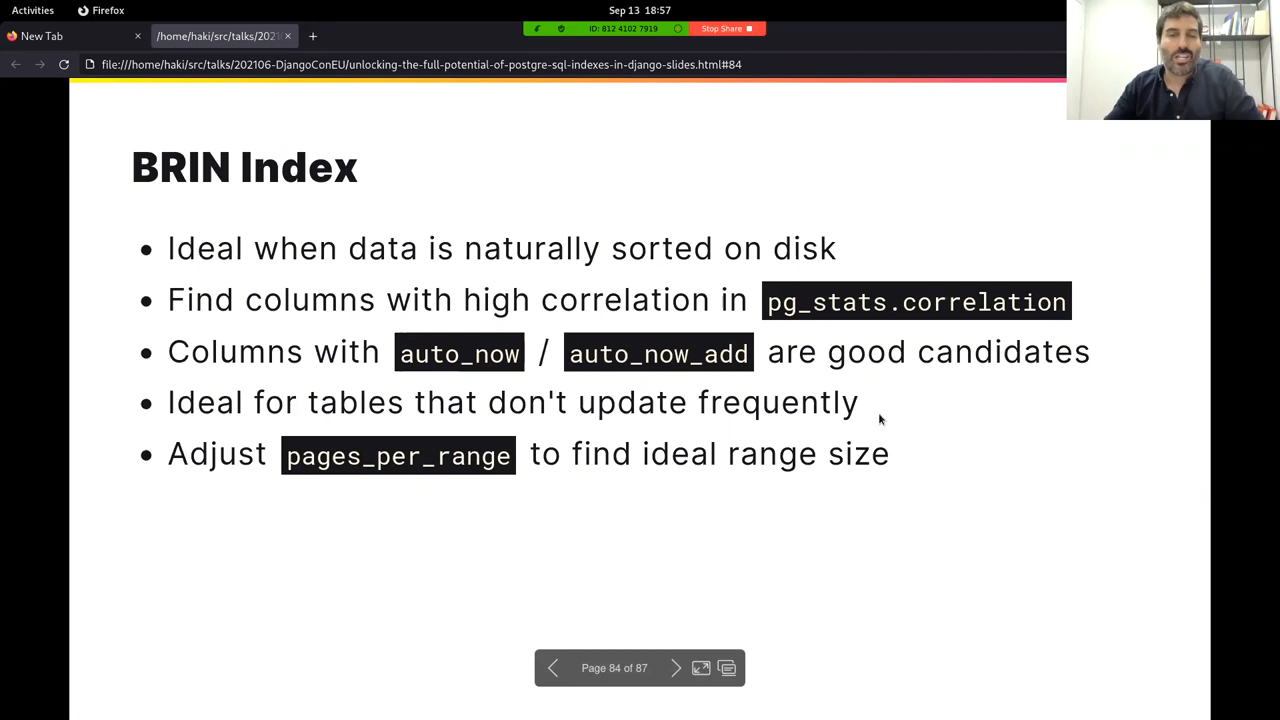 Activities
Firefox
Sep 13 18:57
New Tab
/home/haki/src/talks/2021
ID: 812 4102 7919
Stop Share
file:///home/haki/src/talks/202106-DjangoConEU/unlocking-the-full-potential-of-postgre-sql-indexes-in-django-slides.html#84
BRIN Index
• Ideal when data is naturally sorted on disk
• Find columns with high correlation in pg_stats.correlation
• Columns with auto_now / auto_now_add are good candidates
• Ideal for tables that don't update frequently
• Adjust pages_per_range to find ideal range size
Page 84 of 87